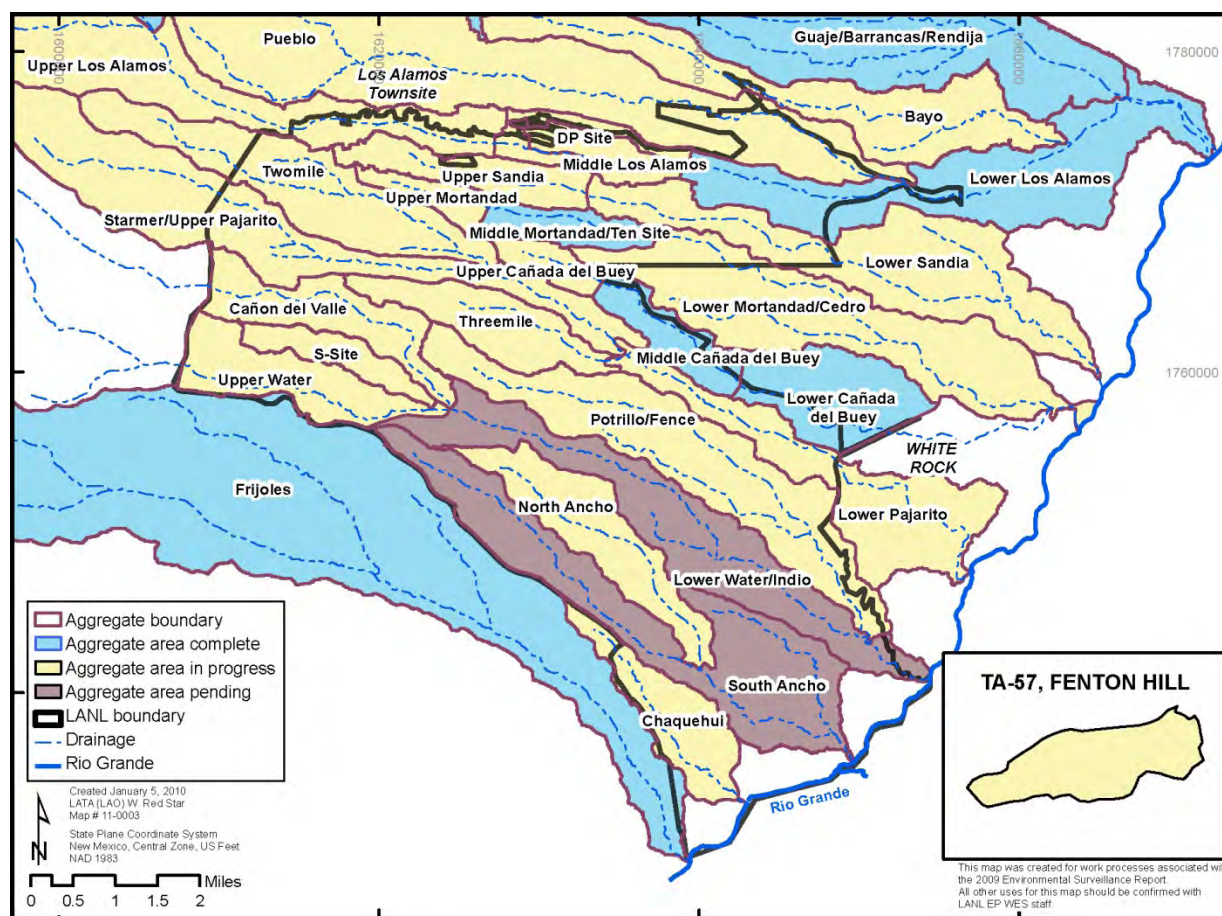 Pueblo
Guaje/Barrancas/Rendija
1780000
Upper Los Alamos
Los Alamos
Townsite
Bayo
DP Site
Middle Los Alamos
Twomile
Upper Sandia
Lower Los Alamos
Upper Mortandad
Starmer/Upper Pajarito
Middle Mortandad/Ten Site
Lower Sandia
Upper Cañada del Buey
Cañon del Valle
Lower Mortandad/Cedro
Threemile
S-Site
Middle Cañada del Buey
1760000
Upper Water
Lower Cañada
del Buey
Potrillo/Fence
WHITE
ROCK
Frijoles
North Ancho
Lower Pajarito
Lower Water/Indio
South Ancho
Chaquehui
Rio Grande
Aggregate boundary
Aggregate area complete
Aggregate area in progress
Aggregate area pending
LANL boundary
Drainage
Rio Grande
TA-57, FENTON HILL
Created January 5, 2010
LATA (LAO) W. Red Star
Map # 11-0003
State Plane Coordinate System
New Mexico, Central Zone, US Feet
NAD 1983
N
Miles
0 0.5 1 1.5 2
This map was created for work processes associated
the 2009 Environmental Surveillance Report.
All other uses for this map should be confirmed with
LANL EP WES staff.